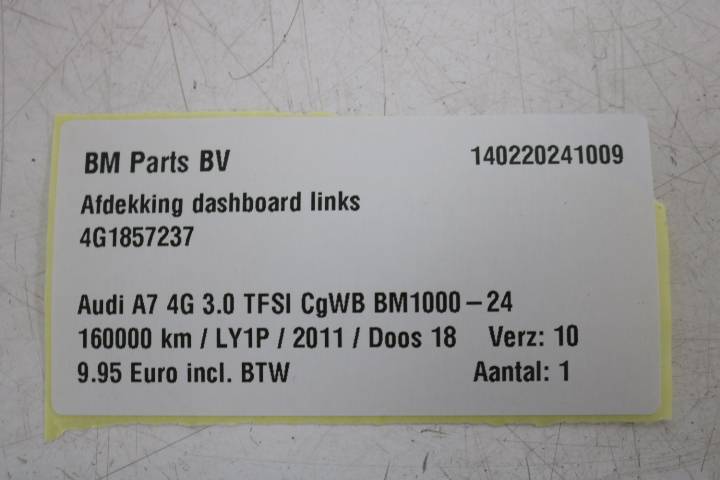 BM Parts BV 140220241009
Afdekking dashboard links
4G1857237
Audi A7 4G 3.0 TFSI CgWB BM1000-24
160000 km / LY1P / 2011 / Doos 18 Verz: 10
9.95 Euro incl. BTW Aantal: 1